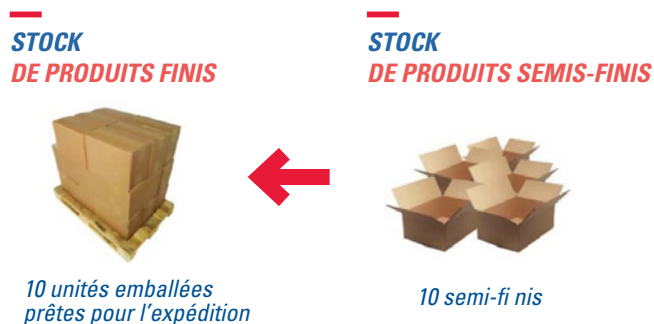 STOCK
DE PRODUITS FINIS
STOCK
DE PRODUITS SEMIS-FINIS
10 unités emballées
prêtes pour l'expédition
10 semi-fi nis